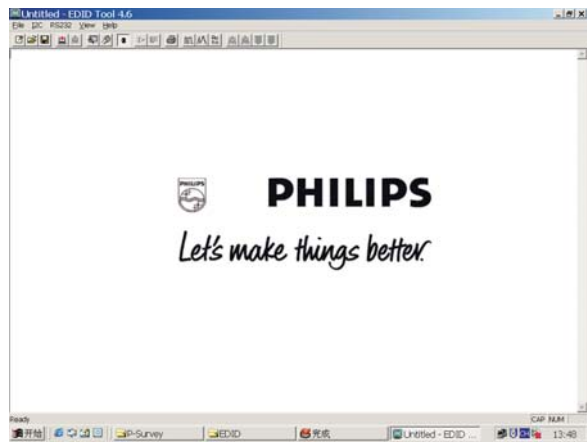 Untitled - EDID Tool 4.6
File I2C RS232 View Help
PHILIPS
PHILIPS
Let's make things better.
Ready
CAP NUM
开始 P-Survey EDID 完成 Untitled - EDID ... 13:48